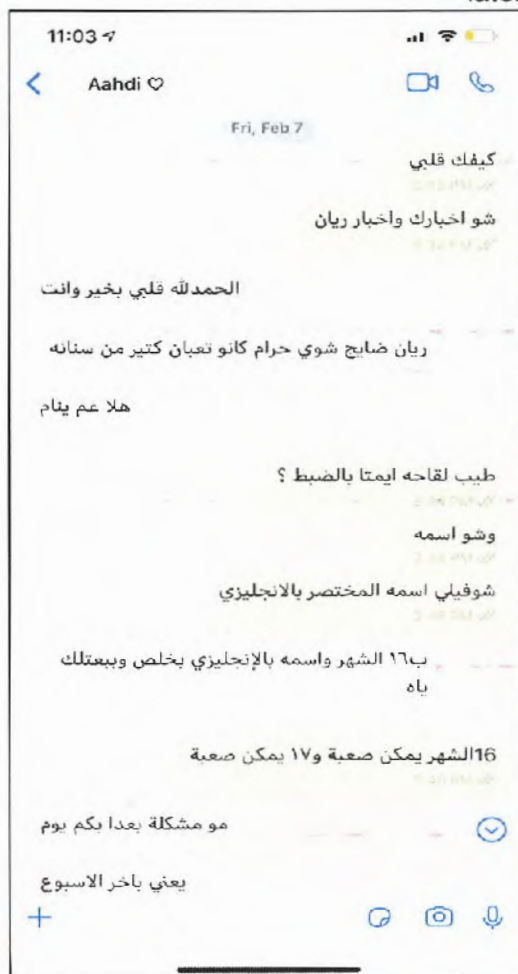 11:03
Aahdi ♡
Fri, Feb 7
كيفك قلبي
شو اخبارك واخبار ريان
الحمدلله قلبي بخير وانت
ريان ضايج شوي حرام كانو تعبان كتير من سنانه
هلا عم ينام
طيب لقاحه ايمتا بالضبط ؟
وشو اسمه
شوفيلي اسمه المختصر بالانجليزي
ب١٦ الشهر واسمه بالإنجليزي بخلص وببعتلك
ياه
16الشهر يمكن صعبة و١٧ يمكن صعبة
مو مشكلة بعدا بكم يوم
يعني باخر الاسبوع